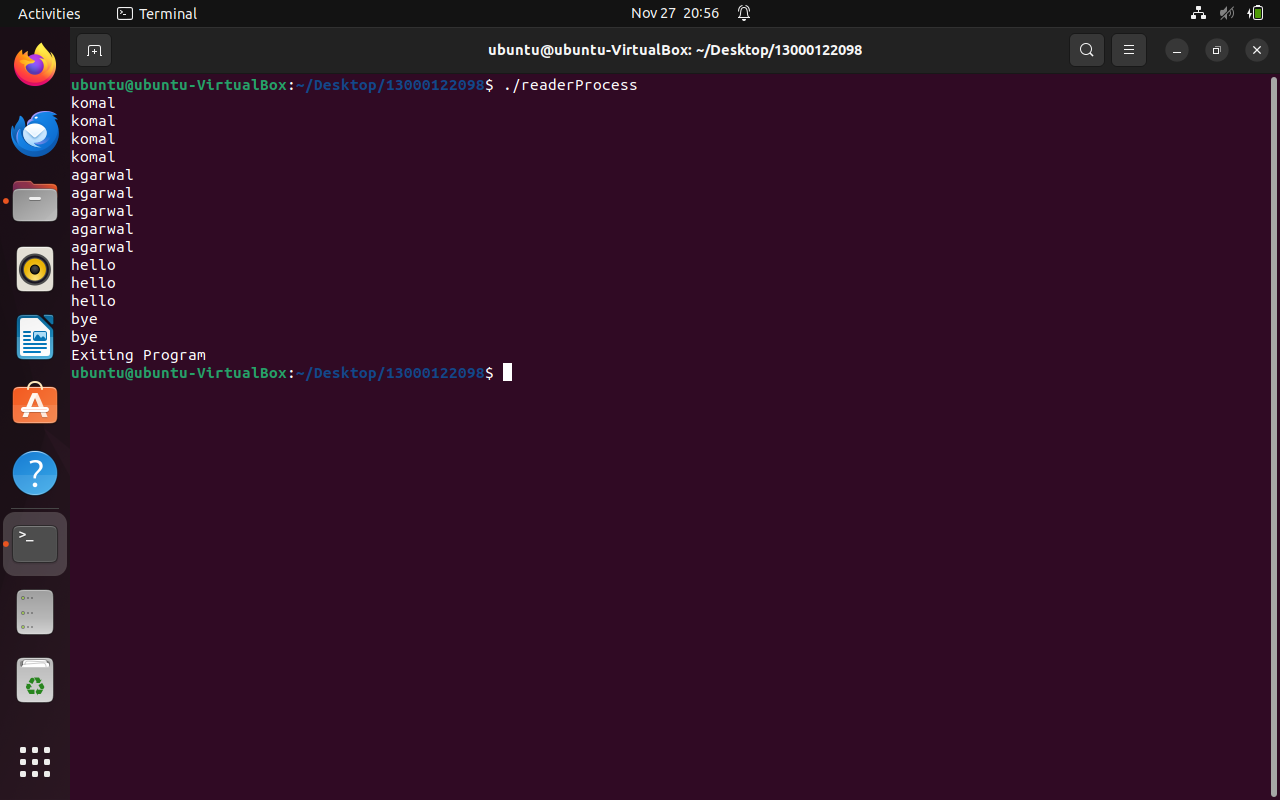 Activities Terminal Nov 27 20:56
ubuntu@ubuntu-VirtualBox: ~/Desktop/13000122098
ubuntu@ubuntu-VirtualBox:~/Desktop/13000122098$ ./readerProcess
komal
komal
komal
komal
agarwal
agarwal
agarwal
agarwal
agarwal
hello
hello
hello
bye
bye
Exiting Program
ubuntu@ubuntu-VirtualBox:~/Desktop/13000122098$